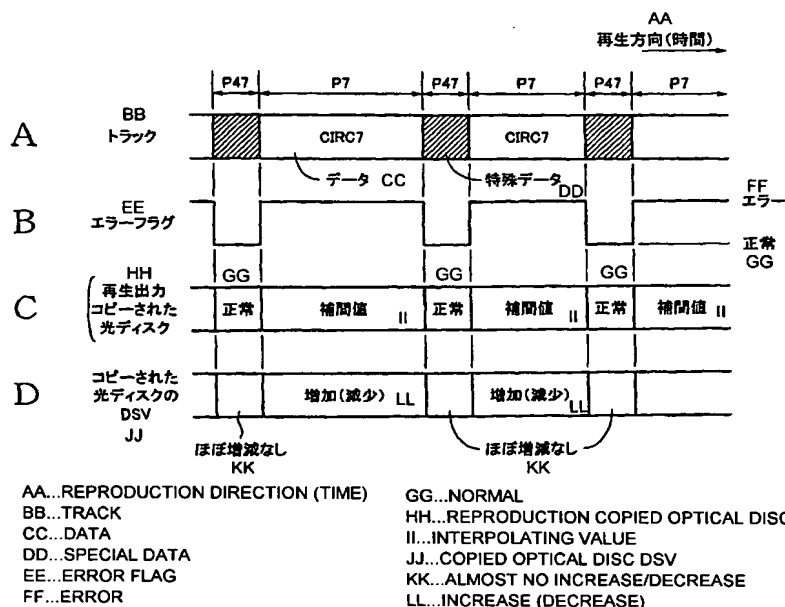 AA
再生方向(時間)
P47 P7 P47 P7 P47 P7
BB
A トラック CIRC7 CIRC7
データ CC 特殊データ DD
FF
エラー
EE
B エラーフラグ
正常
GG
HH GG GG GG
再生出力
C コピーされた 正常 補間値 II 正常 補間値 II 正常 補間値 II
光ディスク
コピーされた
D 光ディスクの 増加(減少) LL 増加(減少) LL
DSV
JJ ほぼ増減なし ほぼ増減なし
KK KK
AA...REPRODUCTION DIRECTION (TIME)
BB...TRACK
CC...DATA
DD...SPECIAL DATA
EE...ERROR FLAG
FF...ERROR
GG...NORMAL
HH...REPRODUCTION COPIED OPTICAL DISC
II...INTERPOLATING VALUE
JJ...COPIED OPTICAL DISC DSV
KK...ALMOST NO INCREASE/DECREASE
LL...INCREASE (DECREASE)